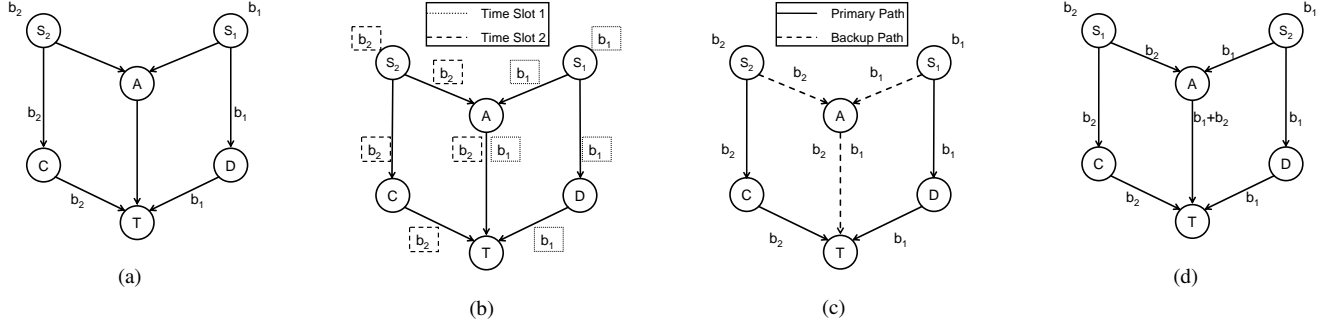 b₂ b₁
S₂ S₁
A
b₂ b₁
C D
b₂ b₁
T
(a)
Time Slot 1
Time Slot 2
b₂ b₁
S₂ S₁
b₂ b₁
A
b₂ b₂ b₁ b₁
C D
b₂ b₁
T
(b)
Primary Path
Backup Path
b₂ b₁
S₂ S₁
b₂ b₁
A
b₂ b₂ b₁ b₁
C D
b₂ b₁
T
(c)
b₂ b₁
S₁ S₂
b₂ b₁
A
b₂ b₁+b₂ b₁
C D
b₂ b₁
T
(d)